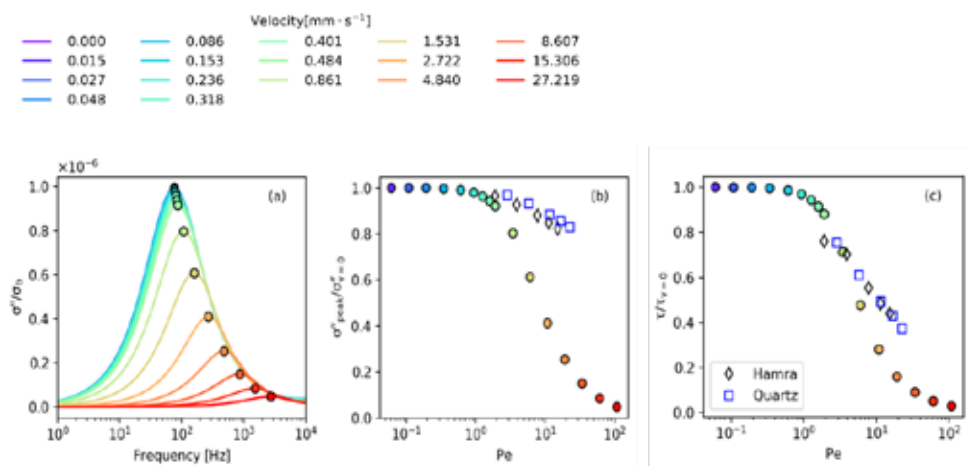 Velocity[mm · s⁻¹]
0.000 0.086 0.401 1.531 8.607
0.015 0.153 0.484 2.722 15.306
0.027 0.236 0.861 4.840 27.219
0.048 0.318
×10⁻⁶
1.0 (a)
0.8
0.6
0.4
0.2
0.0
σ"/σ₀
10⁰ 10¹ 10² 10³ 10⁴
Frequency [Hz]
1.0 (b)
0.8
0.6
0.4
0.2
0.0
σ"peak/σ"v=0
10⁻¹ 10⁰ 10¹ 10²
Pe
1.0 (c)
0.8
0.6
0.4
0.2
0.0
τ/τv=0
Hamra
Quartz
10⁻¹ 10⁰ 10¹ 10²
Pe